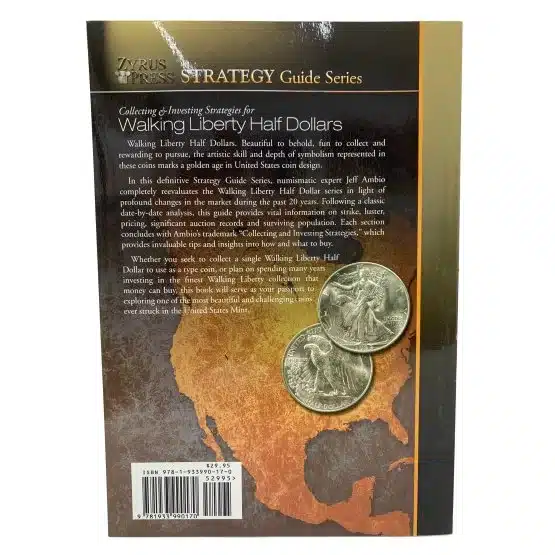 ZYRUS
PRESS STRATEGY Guide Series
Collecting & Investing Strategies for
Walking Liberty Half Dollars
Walking Liberty Half Dollars. Beautiful to behold, fun to collect and
rewarding to pursue, the artistic skill and depth of symbolism represented in
these coins marks a golden age in United States coin design.
In this definitive Strategy Guide Series, numismatic expert Jeff Ambio
completely reevaluates the Walking Liberty Half Dollar series in light of
profound changes in the market during the past 20 years. Following a classic
date-by-date analysis, this guide provides vital information on strike, luster,
pricing, significant auction records and surviving population. Each section
concludes with Ambio's trademark "Collecting and Investing Strategies," which
provides invaluable tips and insights into how and what to buy.
Whether you seek to collect a single Walking Liberty Half
Dollar to use as a type coin, or plan on spending many years
investing in the finest Walking Liberty collection that
money can buy, this book will serve as your passport to
exploring one of the most beautiful and challenging coins
ever struck in the United States Mint.
$29.95
ISBN 978-1-933990-17-0
52995>
9 781933 990170